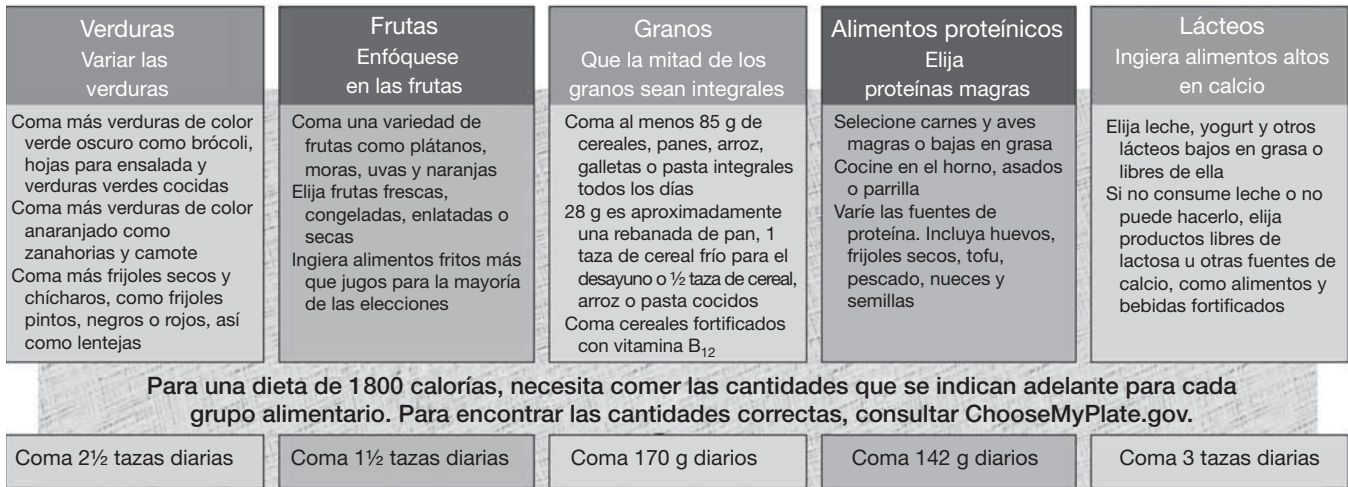 Verduras
Variar las
verduras
Coma más verduras de color
verde oscuro como brócoli,
hojas para ensalada y
verduras verdes cocidas
Coma más verduras de color
anaranjado como
zanahorias y camote
Coma más frijoles secos y
chícharos, como frijoles
pintos, negros o rojos, así
como lentejas
Frutas
Enfóquese
en las frutas
Coma una variedad de
frutas como plátanos,
moras, uvas y naranjas
Elija frutas frescas,
congeladas, enlatadas o
secas
Ingiera alimentos fritos más
que jugos para la mayoría
de las elecciones
Granos
Que la mitad de los
granos sean integrales
Coma al menos 85 g de
cereales, panes, arroz,
galletas o pasta integrales
todos los días
28 g es aproximadamente
una rebanada de pan, 1
taza de cereal frío para el
desayuno o ½ taza de cereal,
arroz o pasta cocidos
Coma cereales fortificados
con vitamina B₁₂
Alimentos proteínicos
Elija
proteínas magras
Selecione carnes y aves
magras o bajas en grasa
Cocine en el horno, asados
o parrilla
Varíe las fuentes de
proteína. Incluya huevos,
frijoles secos, tofu,
pescado, nueces y
semillas
Lácteos
Ingiera alimentos altos
en calcio
Elija leche, yogurt y otros
lácteos bajos en grasa o
libres de ella
Si no consume leche o no
puede hacerlo, elija
productos libres de
lactosa u otras fuentes de
calcio, como alimentos y
bebidas fortificados
Para una dieta de 1 800 calorías, necesita comer las cantidades que se indican adelante para cada
grupo alimentario. Para encontrar las cantidades correctas, consultar ChooseMyPlate.gov.
Coma 2½ tazas diarias
Coma 1½ tazas diarias
Coma 170 g diarios
Coma 142 g diarios
Coma 3 tazas diarias